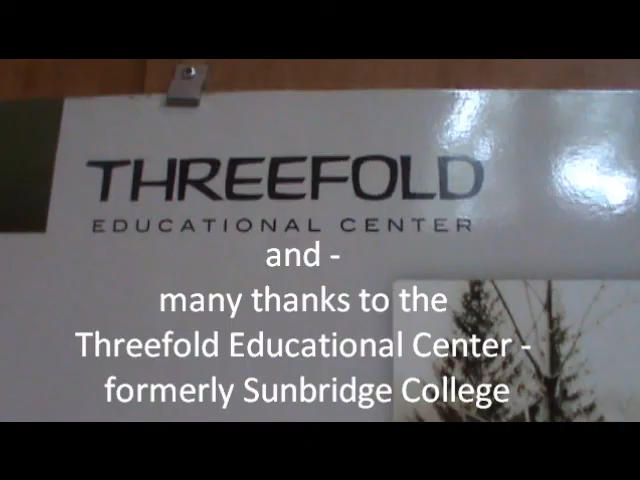 THREEFOLD
EDUCATIONAL CENTER
and -
many thanks to the
Threefold Educational Center -
formerly Sunbridge College